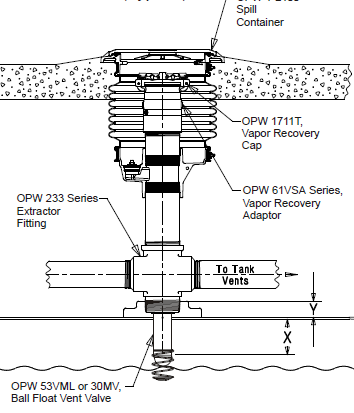 Spill
Container
OPW 1711T,
Vapor Recovery
Cap
OPW 61VSA Series,
Vapor Recovery
Adaptor
OPW 233 Series
Extractor
Fitting
To Tank
Vents
Y
X
OPW 53VML or 30MV,
Ball Float Vent Valve